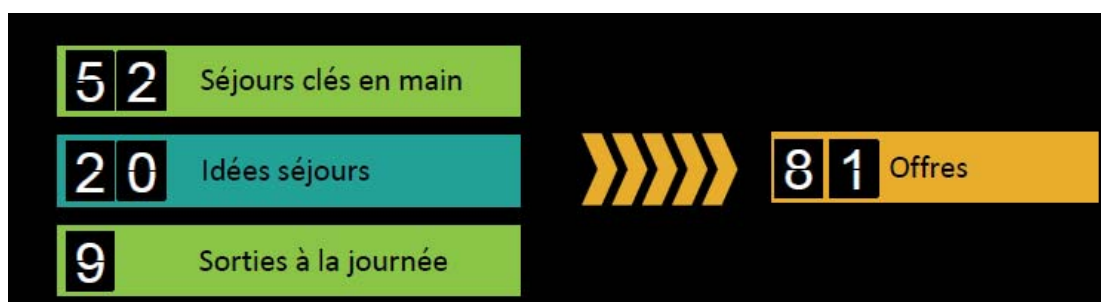 52 Séjours clés en main
20 Idées séjours
81 Offres
9 Sorties à la journée